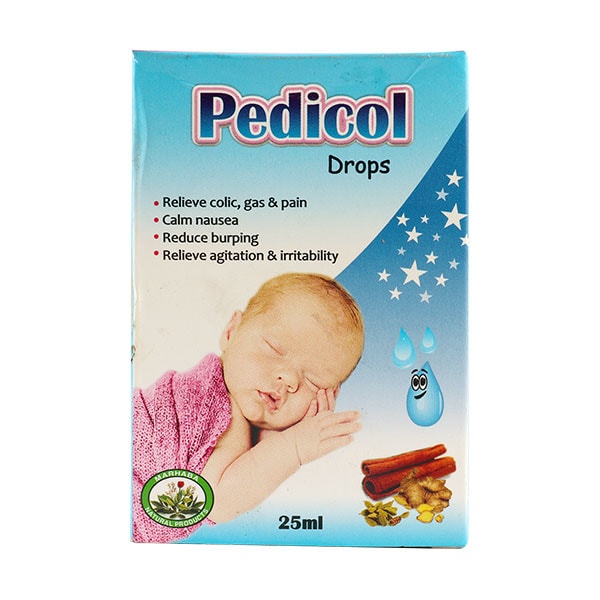 Pedicol
Drops
• Relieve colic, gas & pain
• Calm nausea
• Reduce burping
• Relieve agitation & irritability
MARHABA
NATURAL PRODUCTS
25ml